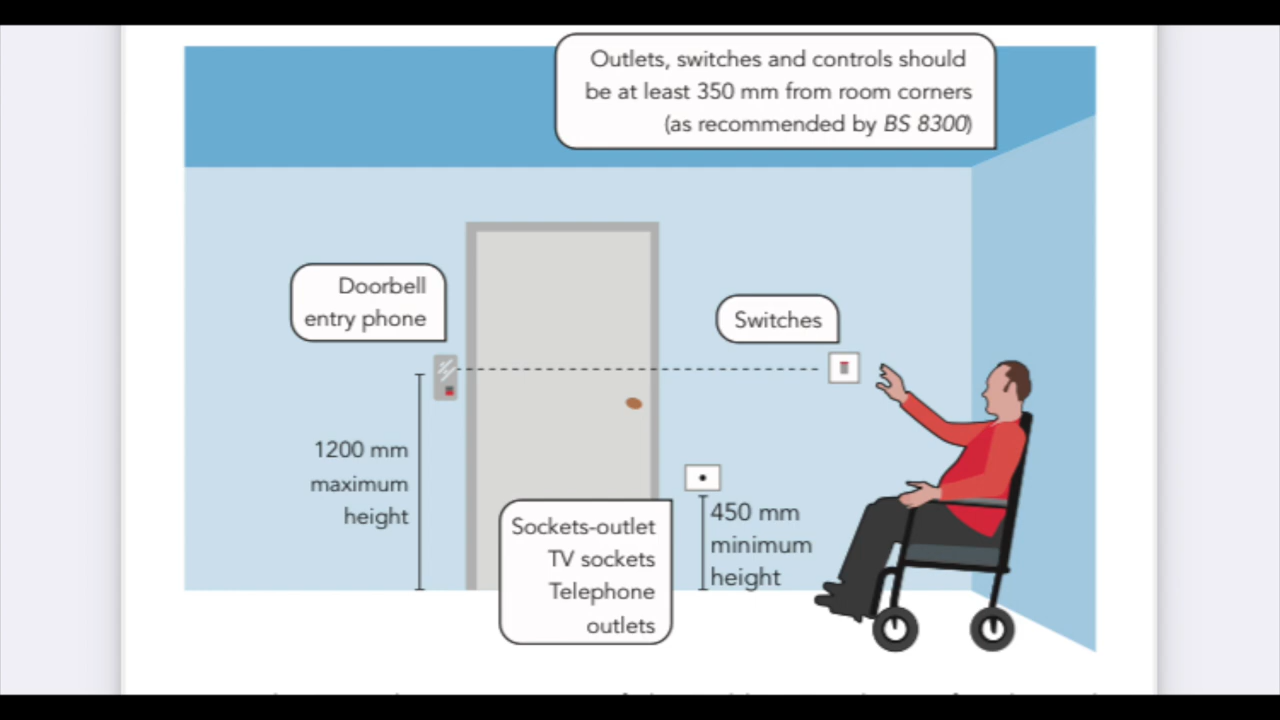 Outlets, switches and controls should
be at least 350 mm from room corners
(as recommended by BS 8300)
Doorbell
entry phone
Switches
1200 mm
maximum
height
Sockets-outlet
TV sockets
Telephone
outlets
450 mm
minimum
height